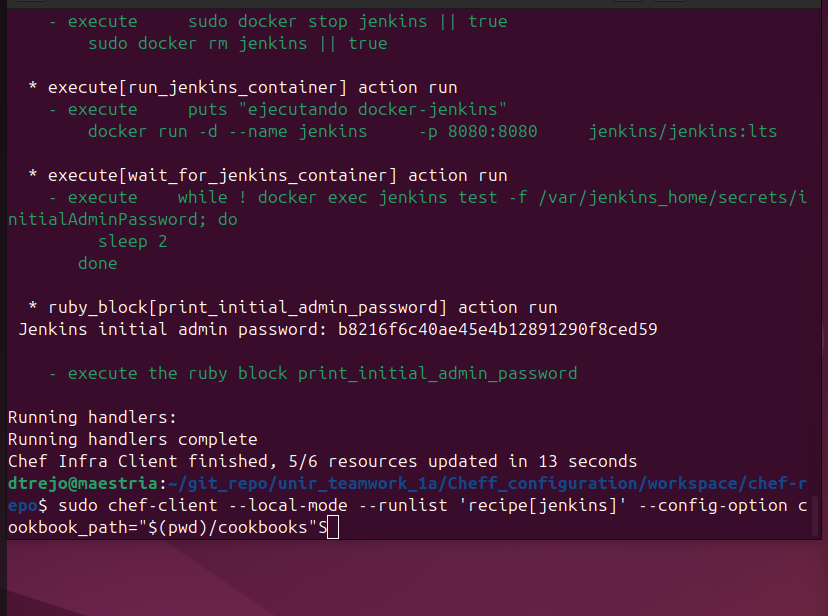 - execute     sudo docker stop jenkins || true
sudo docker rm jenkins || true
* execute[run_jenkins_container] action run
- execute     puts "ejecutando docker-jenkins"
docker run -d --name jenkins     -p 8080:8080     jenkins/jenkins:lts
* execute[wait_for_jenkins_container] action run
- execute    while ! docker exec jenkins test -f /var/jenkins_home/secrets/i
nitialAdminPassword; do
sleep 2
done
* ruby_block[print_initial_admin_password] action run
Jenkins initial admin password: b8216f6c40ae45e4b12891290f8ced59
- execute the ruby block print_initial_admin_password
Running handlers:
Running handlers complete
Chef Infra Client finished, 5/6 resources updated in 13 seconds
dtrejo@maestria:~/git_repo/unir_teamwork_1a/Cheff_configuration/workspace/chef-r
epo$ sudo chef-client --local-mode --runlist 'recipe[jenkins]' --config-option c
ookbook_path="$(pwd)/cookbooks"S